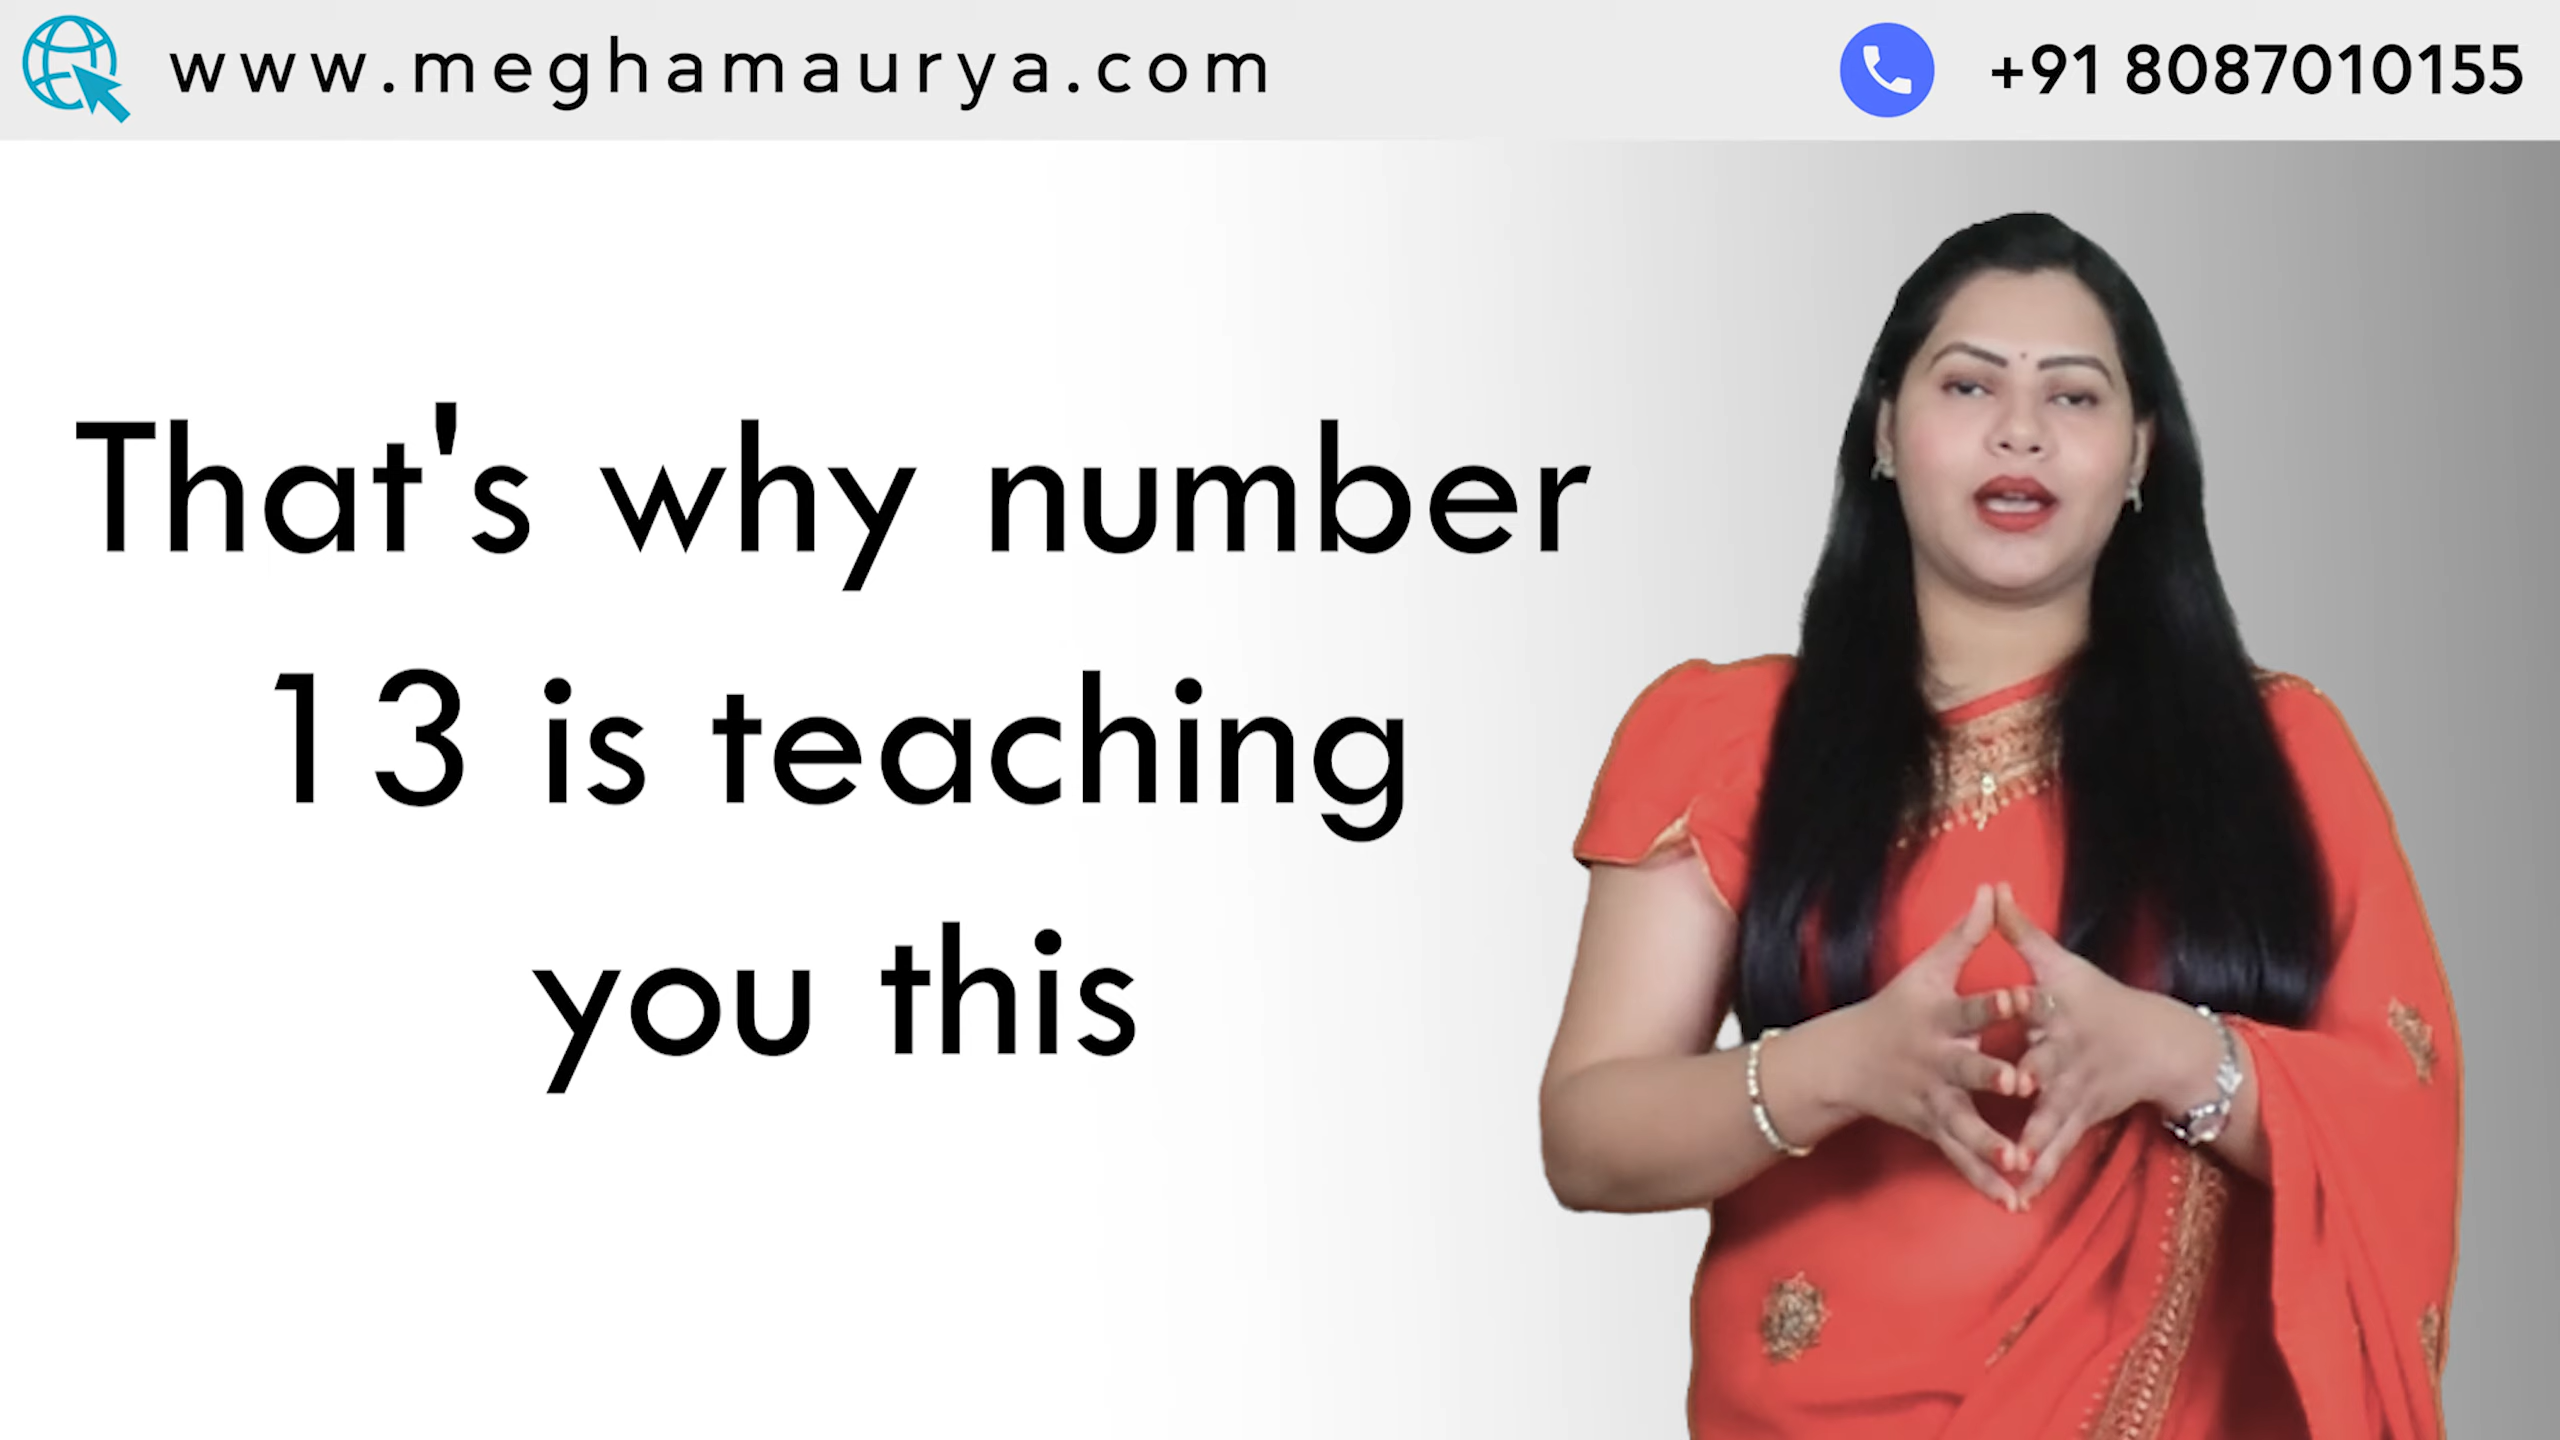 www.meghamaurya.com
+91 8087010155
That's why number
13 is teaching
you this